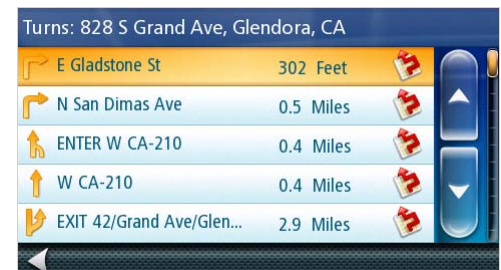 Turns: 828 S Grand Ave, Glendora, CA
E Gladstone St 302 Feet
N San Dimas Ave 0.5 Miles
ENTER W CA-210 0.4 Miles
W CA-210 0.4 Miles
EXIT 42/Grand Ave/Glen... 2.9 Miles